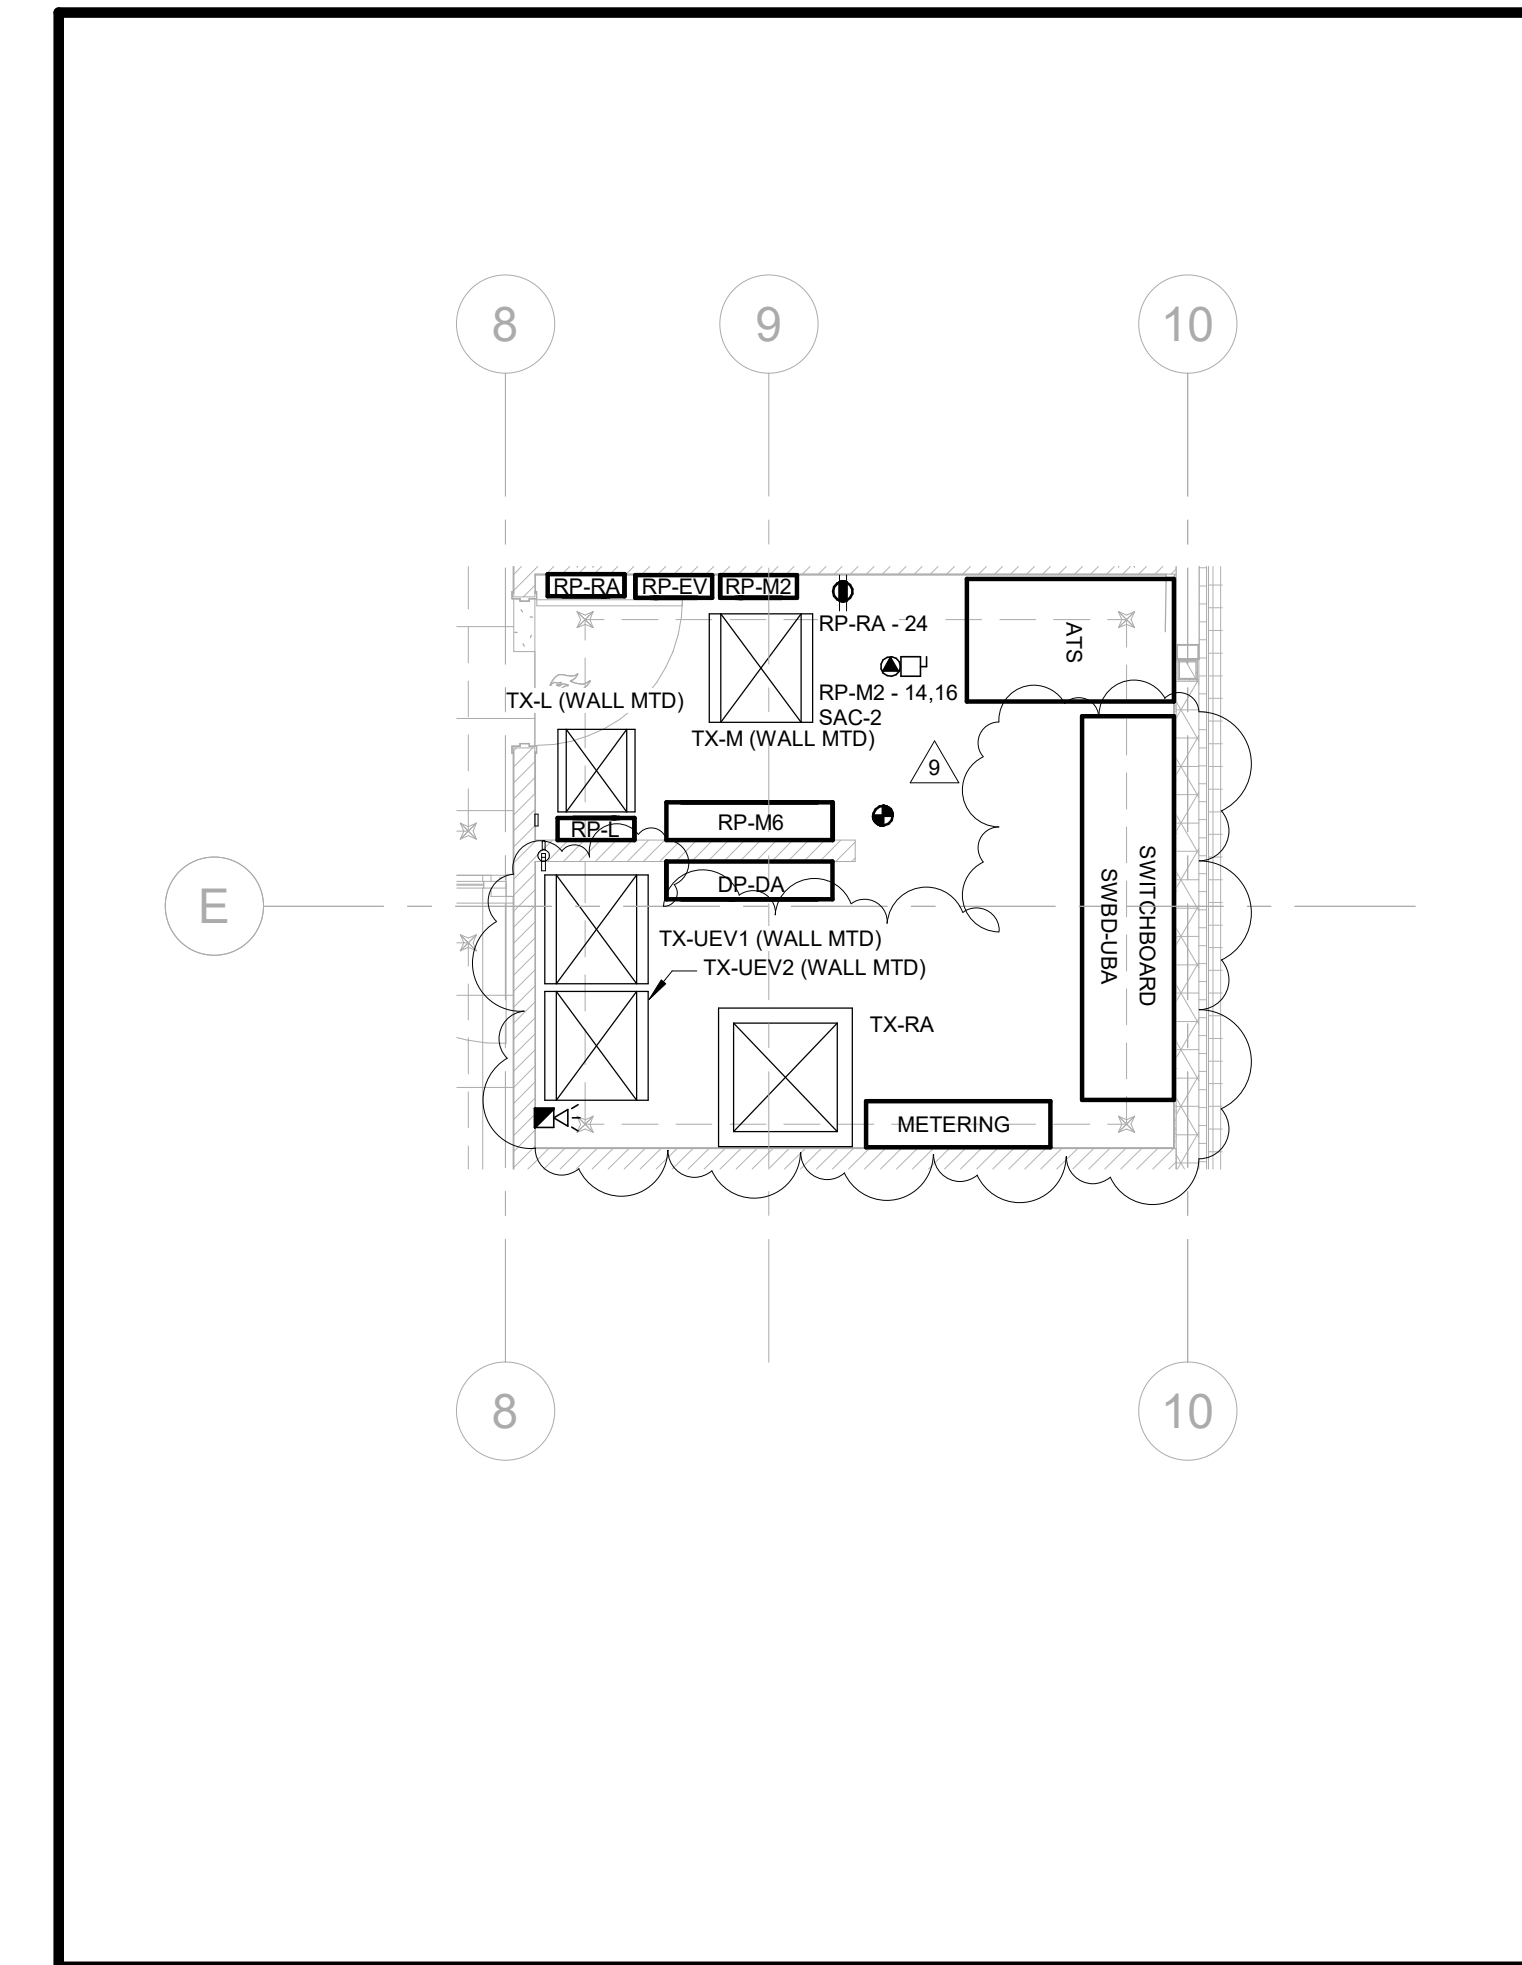 8
9
10
RP-RA
RP-EV
RP-M2
RP-RA - 24
ATS
RP-M2 - 14,16
SAC-2
TX-L (WALL MTD)
TX-M (WALL MTD)
9
RP-L
RP-M6
DP-DA
SWITCHBOARD
SWBD-UBA
E
TX-UEV1 (WALL MTD)
TX-UEV2 (WALL MTD)
TX-RA
METERING
8
10